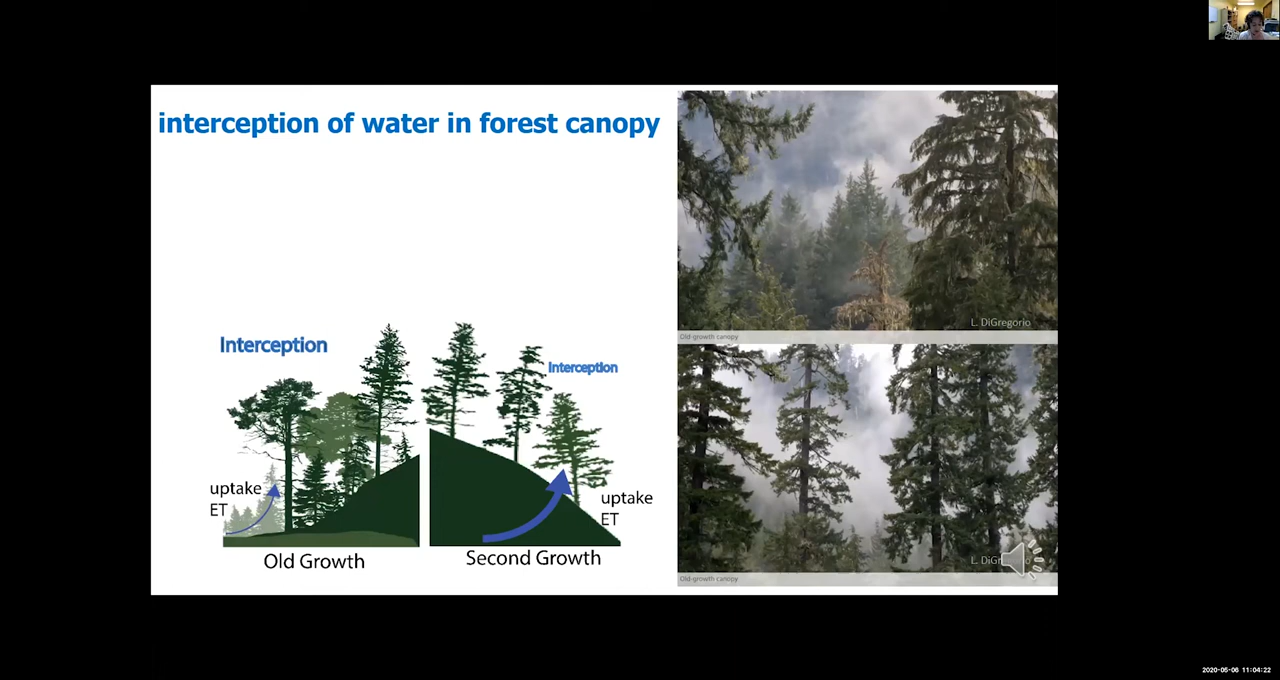 interception of water in forest canopy
Interception
Interception
uptake
ET
uptake
ET
Old Growth
Second Growth
L. DiGregorio
Old-growth canopy
Old-growth canopy
2020-05-06 11:04:22